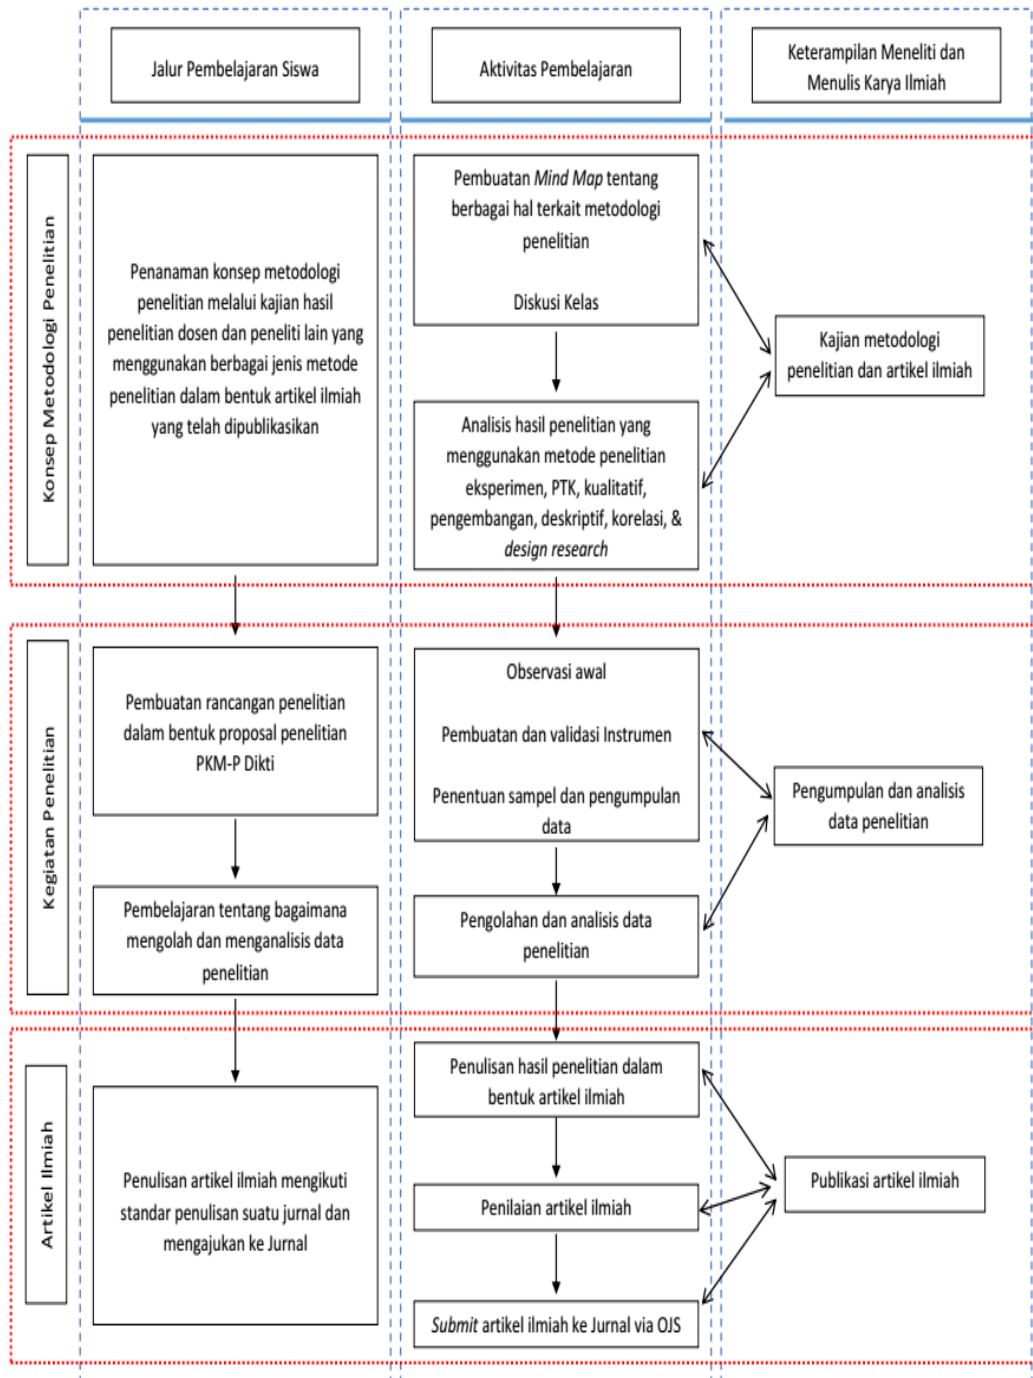 Jalur Pembelajaran Siswa
Aktivitas Pembelajaran
Keterampilan Meneliti dan
Menulis Karya Ilmiah
Konsep Metodologi Penelitian
Penanaman konsep metodologi
penelitian melalui kajian hasil
penelitian dosen dan peneliti lain yang
menggunakan berbagai jenis metode
penelitian dalam bentuk artikel ilmiah
yang telah dipublikasikan
Pembuatan Mind Map tentang
berbagai hal terkait metodologi
penelitian
Diskusi Kelas
Analisis hasil penelitian yang
menggunakan metode penelitian
eksperimen, PTK, kualitatif,
pengembangan, deskriptif, korelasi, &
design research
Kajian metodologi
penelitian dan artikel ilmiah
Kegiatan Penelitian
Pembuatan rancangan penelitian
dalam bentuk proposal penelitian
PKM-P Dikti
Pembelajaran tentang bagaimana
mengolah dan menganalisis data
penelitian
Observasi awal
Pembuatan dan validasi Instrumen
Penentuan sampel dan pengumpulan
data
Pengolahan dan analisis data
penelitian
Pengumpulan dan analisis
data penelitian
Artikel Ilmiah
Penulisan artikel ilmiah mengikuti
standar penulisan suatu jurnal dan
mengajukan ke Jurnal
Penulisan hasil penelitian dalam
bentuk artikel ilmiah
Penilaian artikel ilmiah
Submit artikel ilmiah ke Jurnal via OJS
Publikasi artikel ilmiah